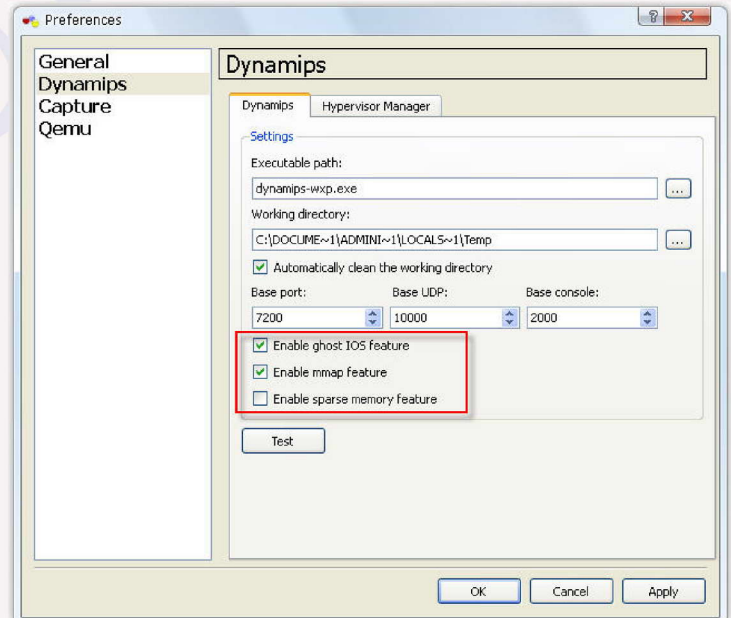 Preferences
General
Dynamips
Capture
Qemu
Dynamips
Dynamips Hypervisor Manager
Settings
Executable path:
dynamips-wxp.exe
...
Working directory:
C:\DOCUME~1\ADMINI~1\LOCALS~1\Temp
...
Automatically clean the working directory
Base port: Base UDP: Base console:
7200 10000 2000
Enable ghost IOS feature
Enable mmap feature
Enable sparse memory feature
Test
OK Cancel Apply